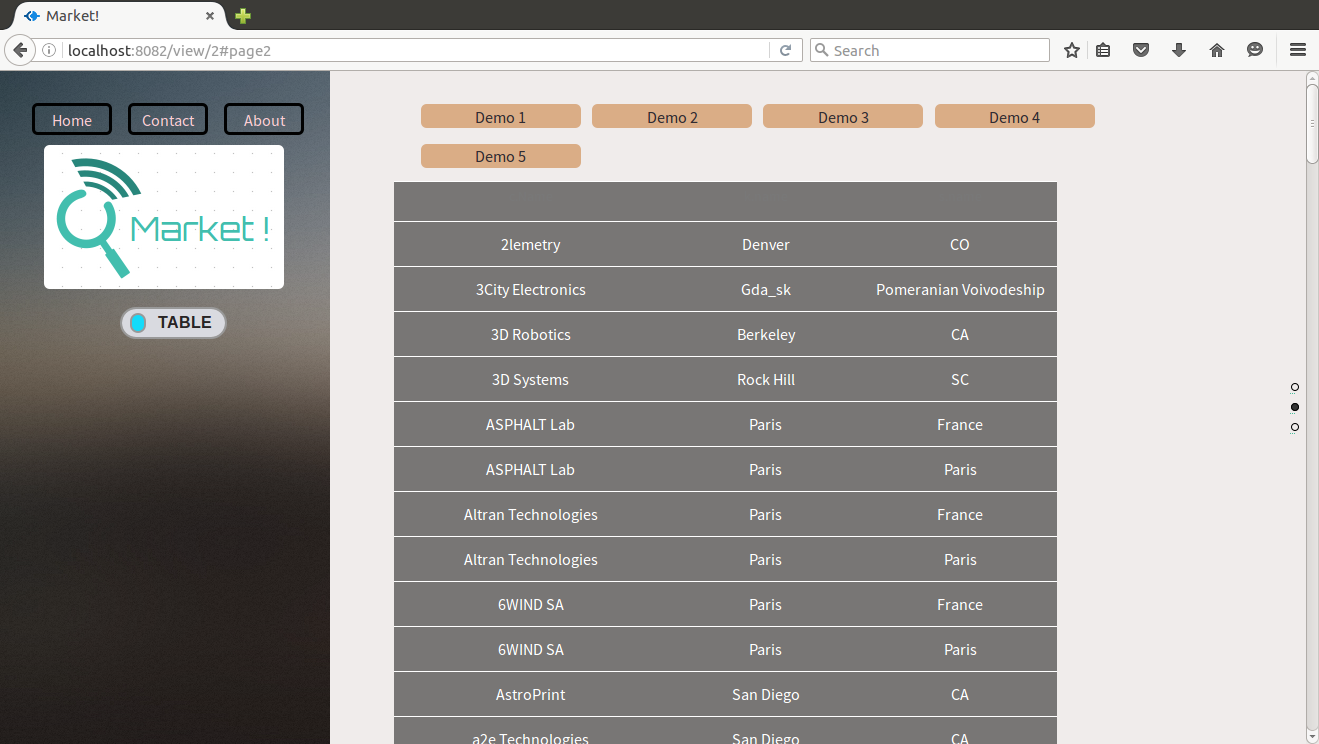 Market!
localhost:8082/view/2#page2
Search
Home Contact About
Market !
TABLE
Demo 1 Demo 2 Demo 3 Demo 4
Demo 5
2lemetry Denver CO
3City Electronics Gda_sk Pomeranian Voivodeship
3D Robotics Berkeley CA
3D Systems Rock Hill SC
ASPHALT Lab Paris France
ASPHALT Lab Paris Paris
Altran Technologies Paris France
Altran Technologies Paris Paris
6WIND SA Paris France
6WIND SA Paris Paris
AstroPrint San Diego CA
a2e Technologies San Diego CA